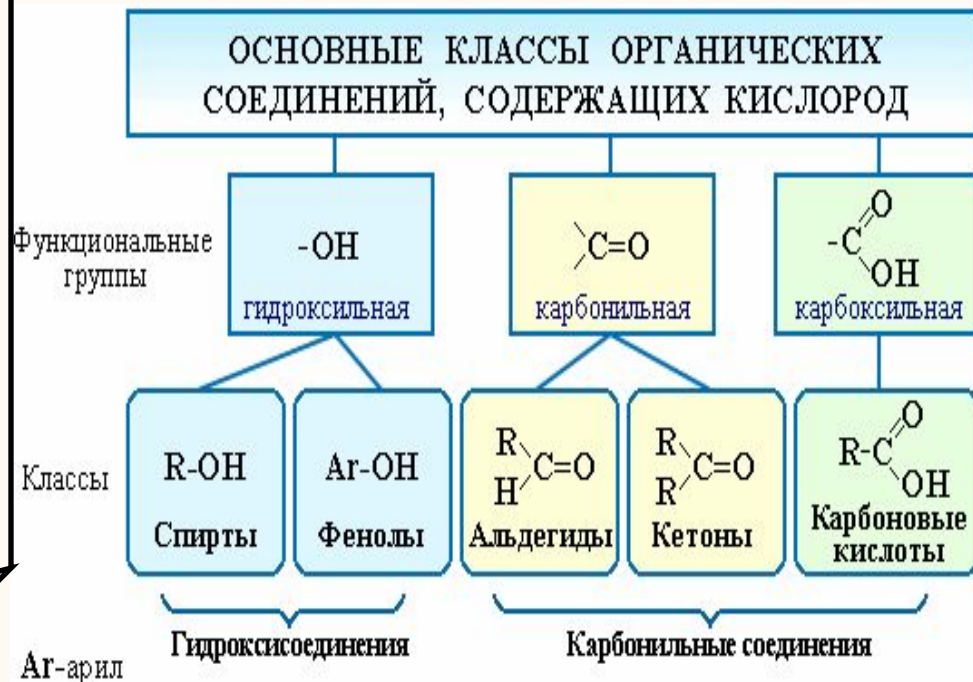 ОСНОВНЫЕ КЛАССЫ ОРГАНИЧЕСКИХ
СОЕДИНЕНИЙ, СОДЕРЖАЩИХ КИСЛОРОД
Функциональные
группы
-OH
гидроксильная
C=O
карбонильная
O
-C
OH
карбоксильная
Классы
R-OH
Спирты
Ar-OH
Фенолы
R
C=O
H
Альдегиды
R
C=O
R
Кетоны
O
R-C
OH
Карбоновые
кислоты
Гидроксисоединения
Карбонильные соединения
Ar-арил